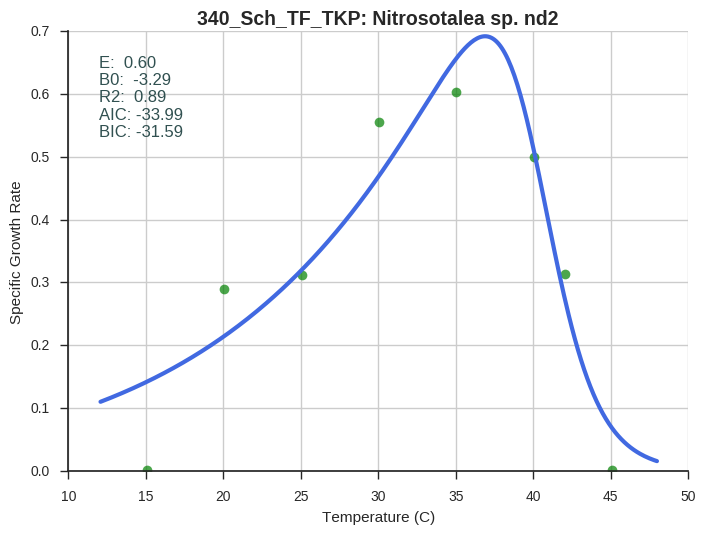 340_Sch_TF_TKP: Nitrosotalea sp. nd2
E:  0.60
B0:  -3.29
R2:  0.89
AIC: -33.99
BIC: -31.59
Specific Growth Rate
0.7
0.6
0.5
0.4
0.3
0.2
0.1
0.0
10 15 20 25 30 35 40 45 50
Temperature (C)